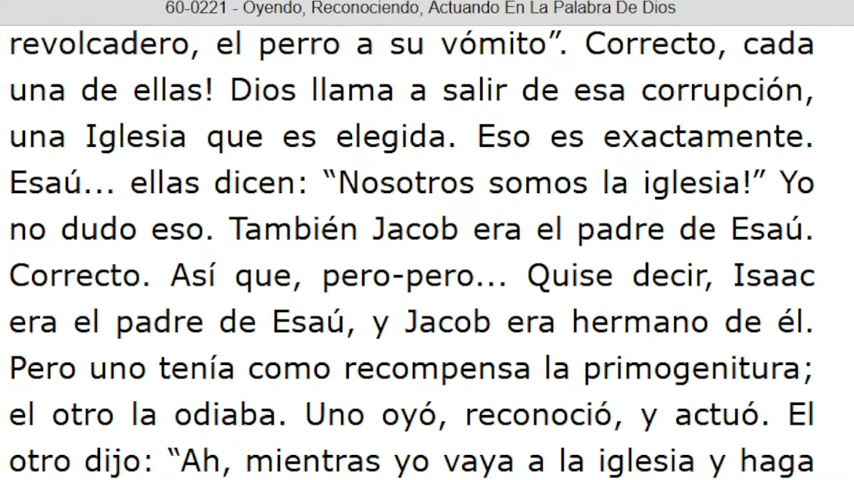 60-0221 - Oyendo, Reconociendo, Actuando En La Palabra De Dios
revolcadero, el perro a su vómito”. Correcto, cada
una de ellas! Dios llama a salir de esa corrupción,
una Iglesia que es elegida. Eso es exactamente.
Esaú... ellas dicen: “Nosotros somos la iglesia!” Yo
no dudo eso. También Jacob era el padre de Esaú.
Correcto. Así que, pero-pero... Quise decir, Isaac
era el padre de Esaú, y Jacob era hermano de él.
Pero uno tenía como recompensa la primogenitura;
el otro la odiaba. Uno oyó, reconoció, y actuó. El
otro dijo: “Ah, mientras yo vaya a la iglesia y haga